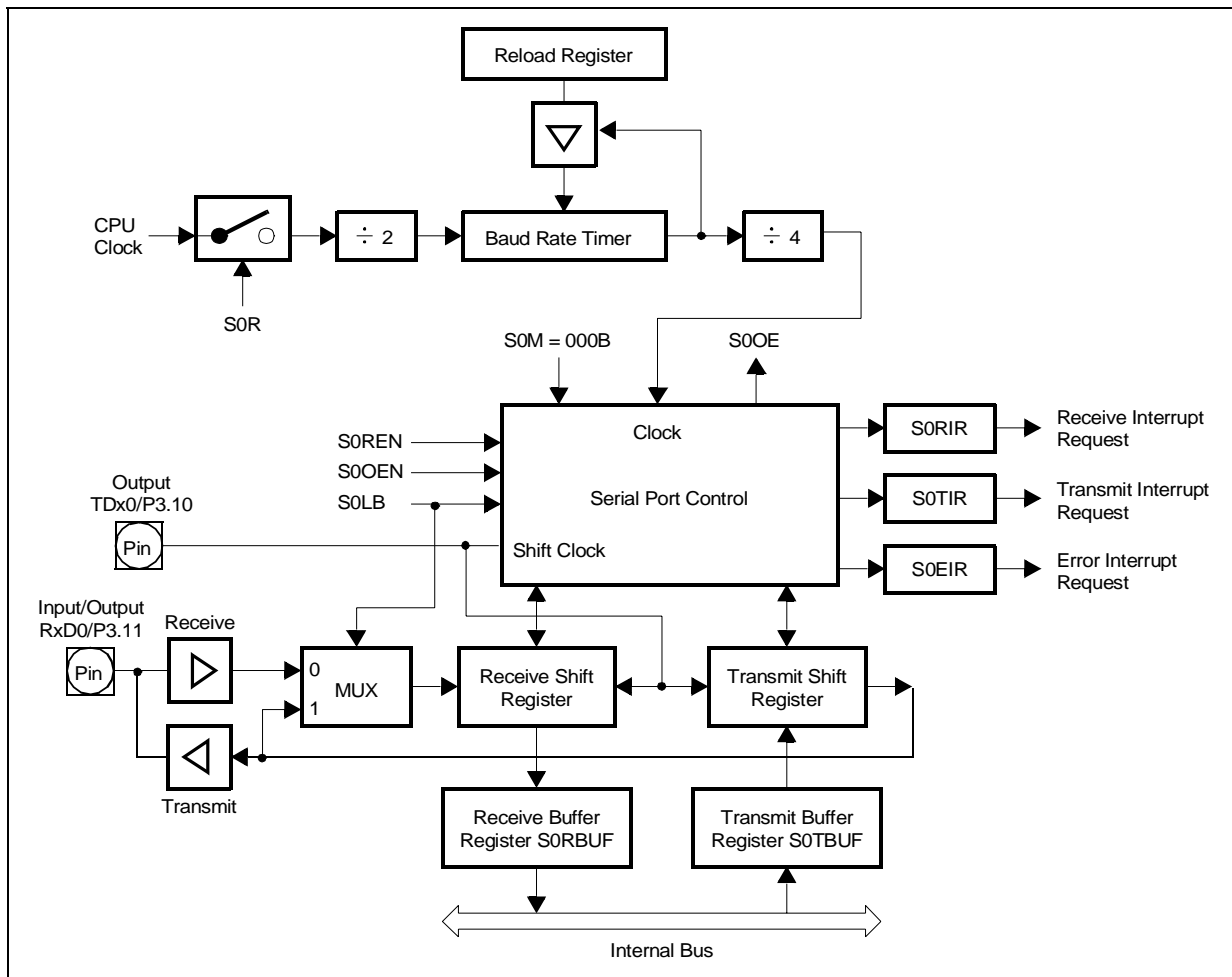 Reload Register
CPU
Clock
÷ 2
Baud Rate Timer
÷ 4
S0R
S0M = 000B
S0OE
S0REN
S0OEN
S0LB
Clock
Serial Port Control
Shift Clock
S0RIR
Receive Interrupt
Request
S0TIR
Transmit Interrupt
Request
S0EIR
Error Interrupt
Request
Output
TDx0/P3.10
Pin
Input/Output
RxD0/P3.11
Pin
Receive
Transmit
0
MUX
1
Receive Shift
Register
Transmit Shift
Register
Receive Buffer
Register S0RBUF
Transmit Buffer
Register S0TBUF
Internal Bus